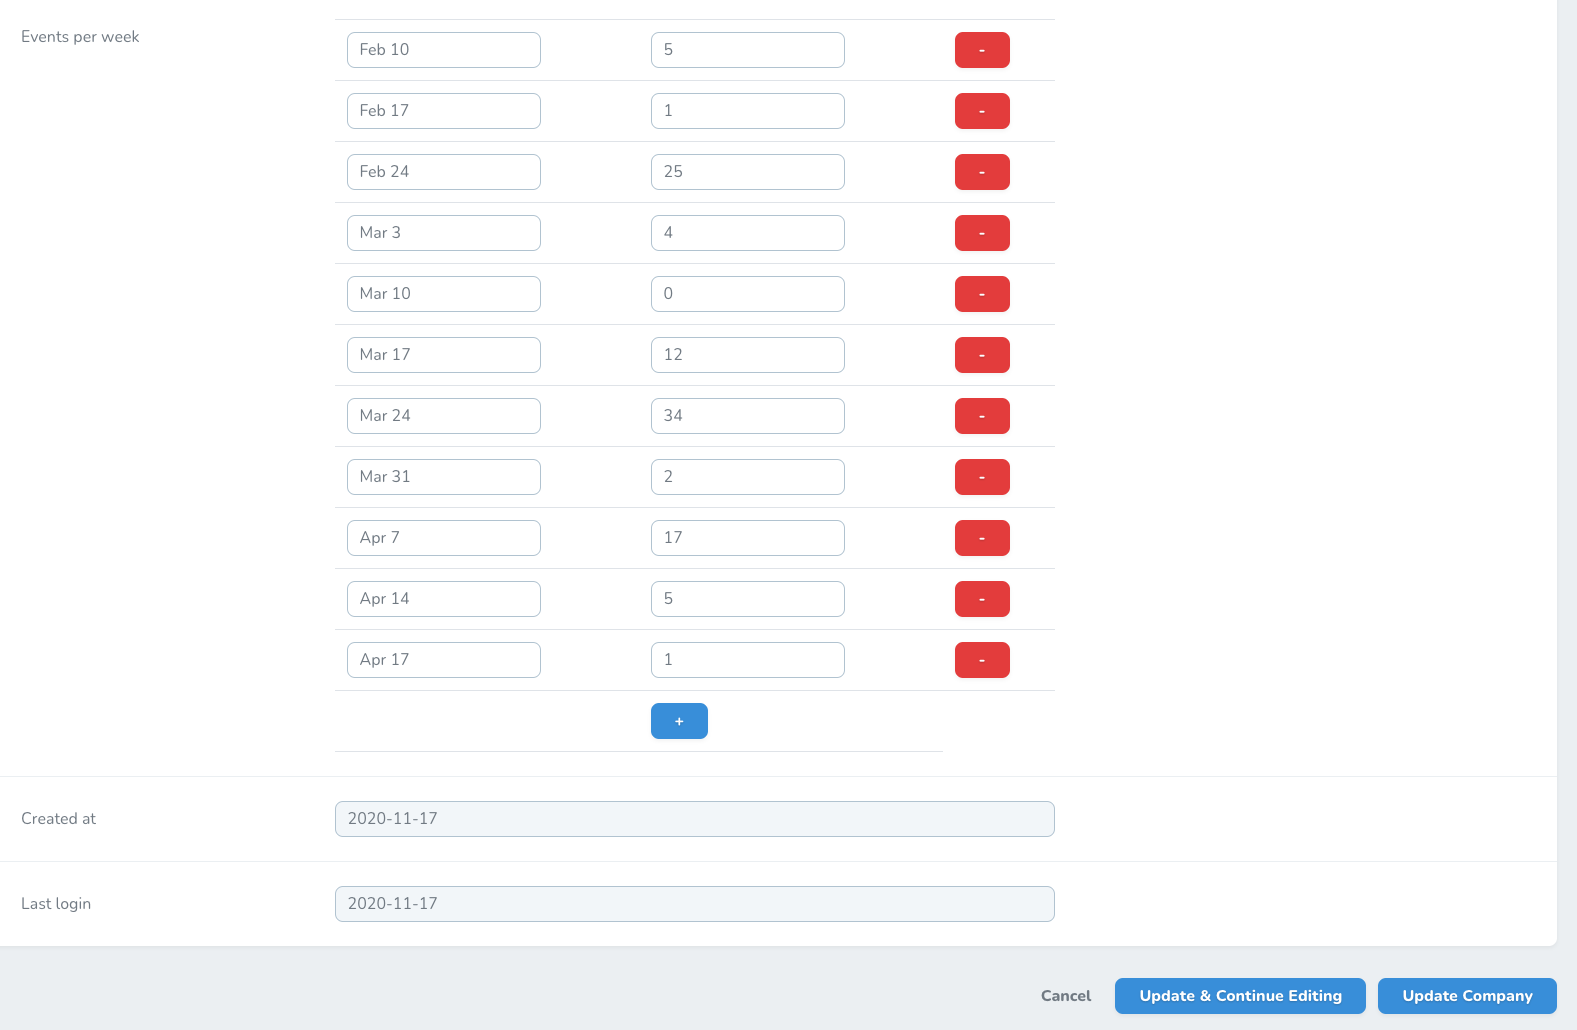 Events per week
Feb 10 5 -
Feb 17 1 -
Feb 24 25 -
Mar 3 4 -
Mar 10 0 -
Mar 17 12 -
Mar 24 34 -
Mar 31 2 -
Apr 7 17 -
Apr 14 5 -
Apr 17 1 -
+
Created at 2020-11-17
Last login 2020-11-17
Cancel Update & Continue Editing Update Company